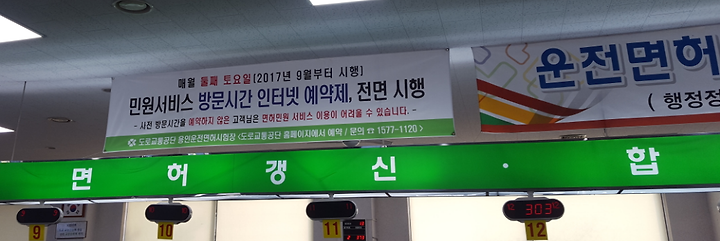 매월 둘째 토요일[2017년 9월부터 시행]
민원서비스 방문시간 인터넷 예약제, 전면 시행
- 사전 방문시간을 예약하지 않은 고객님은 면허민원 서비스 이용이 어려울 수 있습니다. -
도로교통공단 용인운전면허시험장 <도로교통공단 홈페이지에서 예약 / 문의 ☎ 1577-1120>
운전면허
( 행정정
면 허 갱 신 · 합
9
10
11
12
303